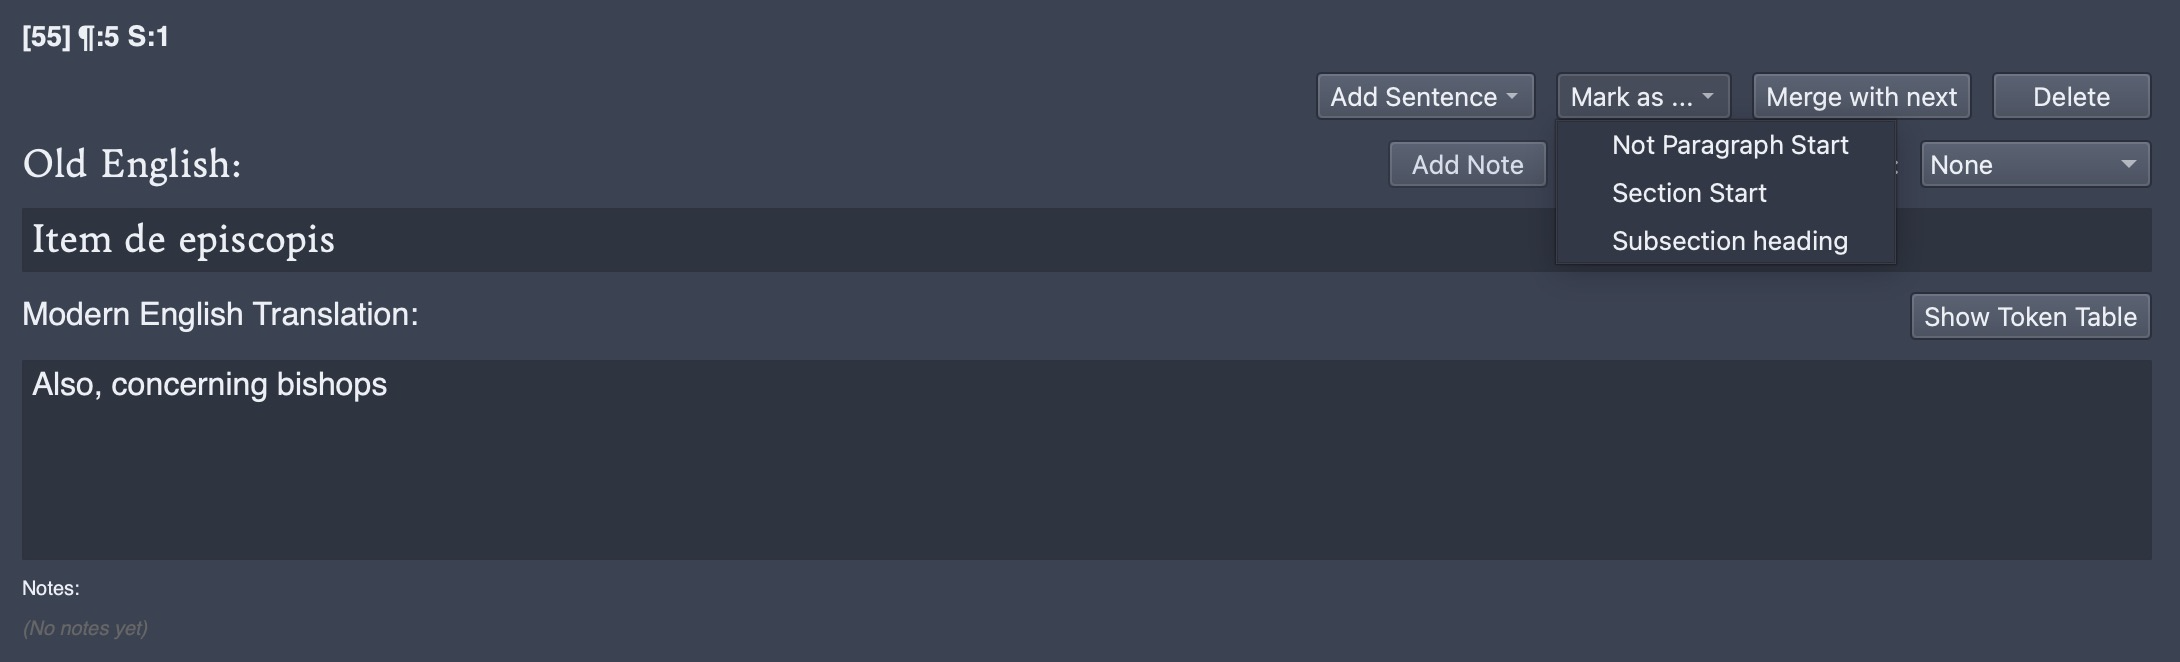 [55] ¶:5 S:1
Add Sentence Mark as ... Merge with next Delete
Not Paragraph Start
Section Start
Subsection heading
Old English:
Add Note : None
Item de episcopis
Modern English Translation:
Show Token Table
Also, concerning bishops
Notes:
(No notes yet)